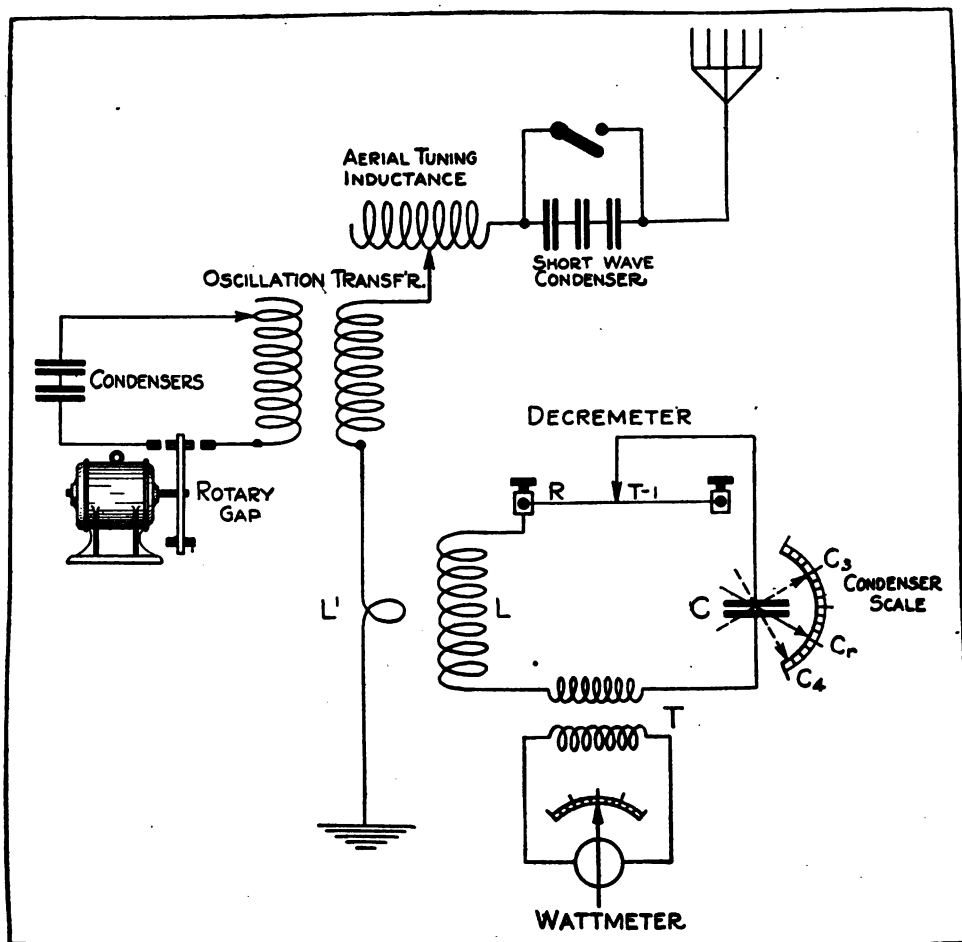 AERIAL TUNING
INDUCTANCE
SHORT WAVE
CONDENSER
OSCILLATION TRANSF'R.
CONDENSERS
ROTARY
GAP
DECREMETER
R
T-1
L'
L
C
C3
CONDENSER
SCALE
Cr
C4
T
WATTMETER